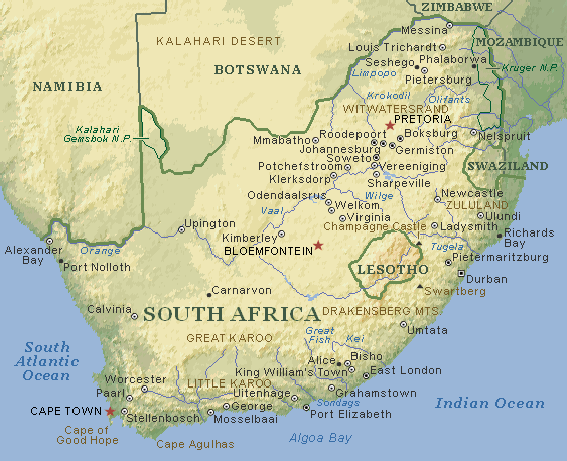 ZIMBABWE
Messina
KALAHARI DESERT
Louis Trichardt
MOZAMBIQUE
Seshego
Phalaborwa
BOTSWANA
Limpopo
Pietersburg
Kruger N.P.
NAMIBIA
Krokodil
Olifants
WITWATERSRAND
PRETORIA
Kalahari
Gemsbok N.P.
Roodepoort
Boksburg
Nelspruit
Mmabatho
Johannesburg
Germiston
Soweto
SWAZILAND
Potchefstroom
Vereeniging
Klerksdorp
Sharpeville
Odendaalsrus
Wilge
Newcastle
Welkom
ZULULAND
Vaal
Virginia
Ulundi
Upington
Champagne Castle
Ladysmith
Kimberley
Richards
Bay
Alexander
Bay
Orange
BLOEMFONTEIN
Tugela
Port Nolloth
LESOTHO
Pietermaritzburg
Durban
Carnarvon
Swartberg
Calvinia
SOUTH AFRICA
DRAKENSBERG MTS.
Umtata
Great
Fish
Kei
GREAT KAROO
South
Atlantic
Ocean
Bisho
Alice
King William's Town
East London
Worcester
LITTLE KAROO
Paarl
Uitenhage
Grahamstown
Sondags
Indian Ocean
CAPE TOWN
George
Stellenbosch
Mosselbaai
Port Elizabeth
Cape of
Good Hope
Cape Agulhas
Algoa Bay